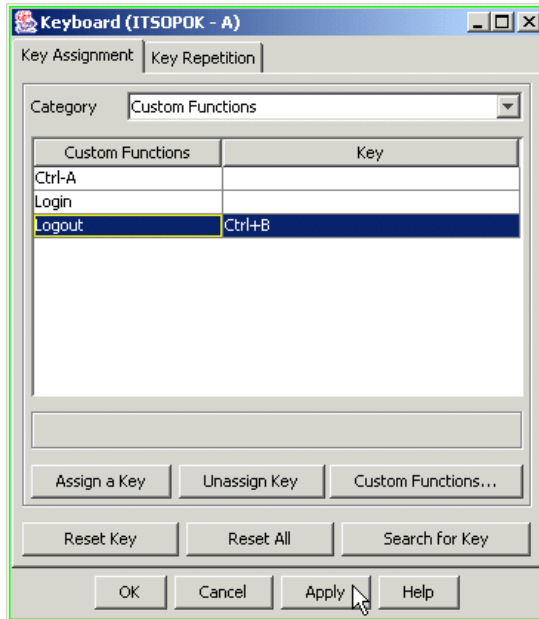 Keyboard (ITSOPOK - A)
Key Assignment Key Repetition
Category Custom Functions
Custom Functions Key
Ctrl-A
Login
Logout Ctrl+B
Assign a Key Unassign Key Custom Functions...
Reset Key Reset All Search for Key
OK Cancel Apply Help